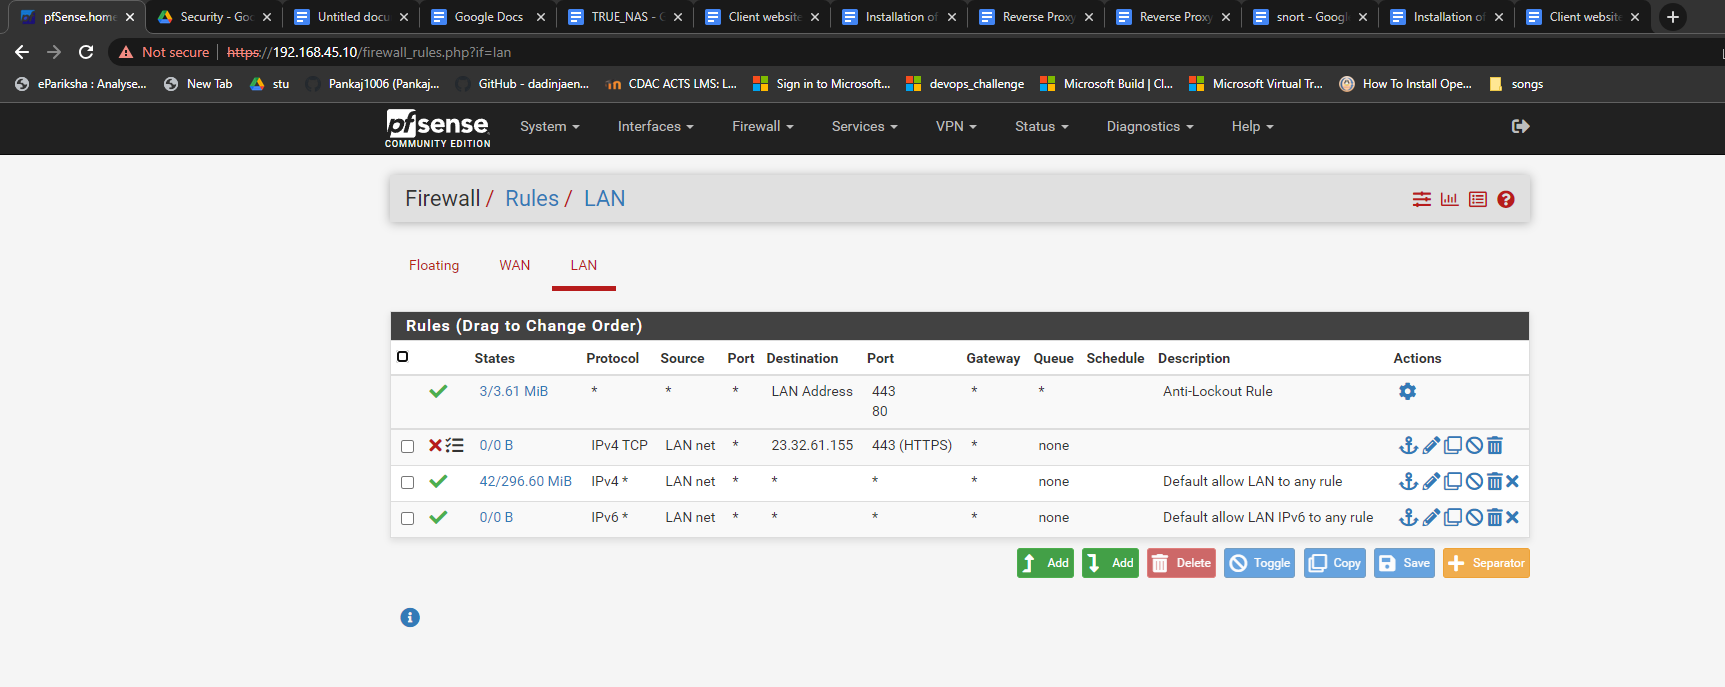 pfSense.home
Security - Goo
Untitled docu
Google Docs
TRUE_NAS - G
Client website
Installation of
Reverse Proxy
Reverse Proxy
snort - Google
Installation of
Client website
Not secure https://192.168.45.10/firewall_rules.php?if=lan
ePariksha : Analyse... New Tab stu Pankaj1006 (Pankaj... GitHub - dadinjaen... CDAC ACTS LMS: L... Sign in to Microsoft... devops_challenge Microsoft Build | Cl... Microsoft Virtual Tr... How To Install Ope... songs
pfsense
COMMUNITY EDITION
System Interfaces Firewall Services VPN Status Diagnostics Help
Firewall / Rules / LAN
Floating WAN LAN
Rules (Drag to Change Order)
States Protocol Source Port Destination Port Gateway Queue Schedule Description Actions
3/3.61 MiB * * * LAN Address 443 * * Anti-Lockout Rule
80
0/0 B IPv4 TCP LAN net * 23.32.61.155 443 (HTTPS) * none
42/296.60 MiB IPv4 * LAN net * * * * none Default allow LAN to any rule
0/0 B IPv6 * LAN net * * * * none Default allow LAN IPv6 to any rule
Add Add Delete Toggle Copy Save Separator